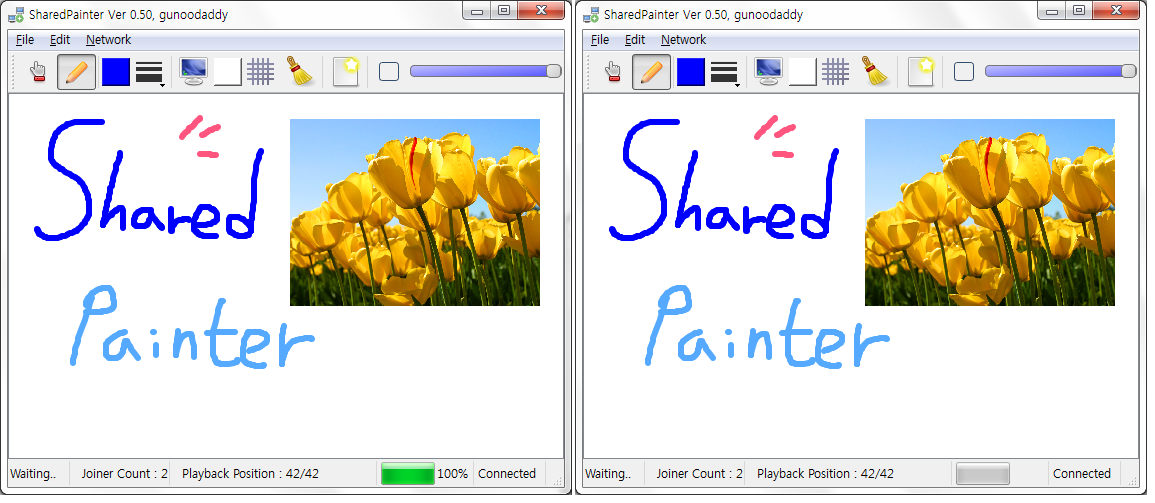 SharedPainter Ver 0.50, gunoodaddy
File Edit Network
Shared
Painter
Waiting.. Joiner Count : 2 Playback Position : 42/42 100% Connected
SharedPainter Ver 0.50, gunoodaddy
File Edit Network
Shared
Painter
Waiting.. Joiner Count : 2 Playback Position : 42/42 Connected